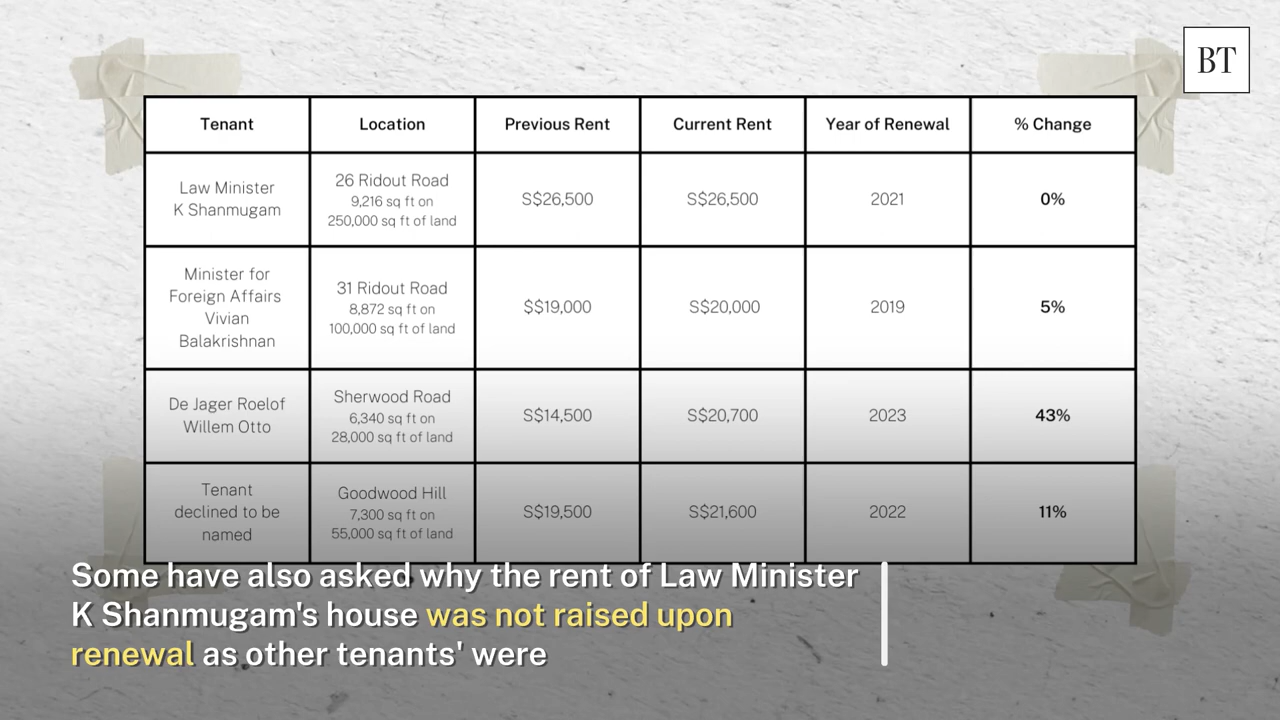 BT
Tenant
Location
Previous Rent
Current Rent
Year of Renewal
% Change
Law Minister
K Shanmugam
26 Ridout Road
9,216 sq ft on
250,000 sq ft of land
S$26,500
S$26,500
2021
0%
Minister for
Foreign Affairs
Vivian
Balakrishnan
31 Ridout Road
8,872 sq ft on
100,000 sq ft of land
$S$19,000
S$20,000
2019
5%
De Jager Roelof
Willem Otto
Sherwood Road
6,340 sq ft on
28,000 sq ft of land
S$14,500
S$20,700
2023
43%
Tenant
declined to be
named
Goodwood Hill
7,300 sq ft on
55,000 sq ft of land
S$19,500
S$21,600
2022
11%
Some have also asked why the rent of Law Minister
K Shanmugam's house was not raised upon
renewal as other tenants' were